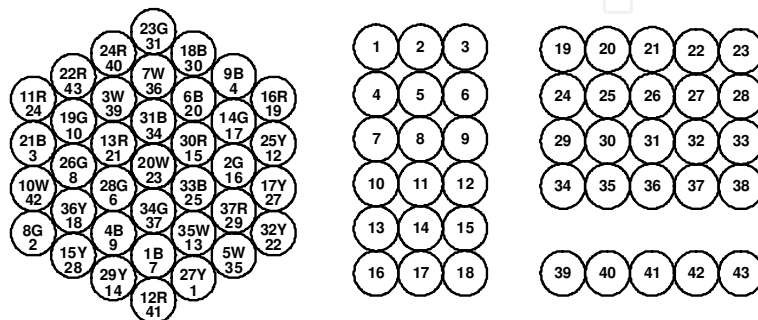 23G
31
24R 18B
40 30
22R 7W 9B
43 36 4
11R 3W 6B 16R
24 39 20 19
19G 31B 14G
10 34 17
21B 13R 30R 25Y
3 21 15 12
26G 20W 2G
8 23 16
10W 28G 33B 17Y
42 6 25 27
36Y 34G 37R
18 37 29
8G 4B 35W 32Y
2 9 13 22
15Y 1B 5W
28 7 35
29Y 27Y
14 1
12R
41
1 2 3
4 5 6
7 8 9
10 11 12
13 14 15
16 17 18
19 20 21 22 23
24 25 26 27 28
29 30 31 32 33
34 35 36 37 38
39 40 41 42 43